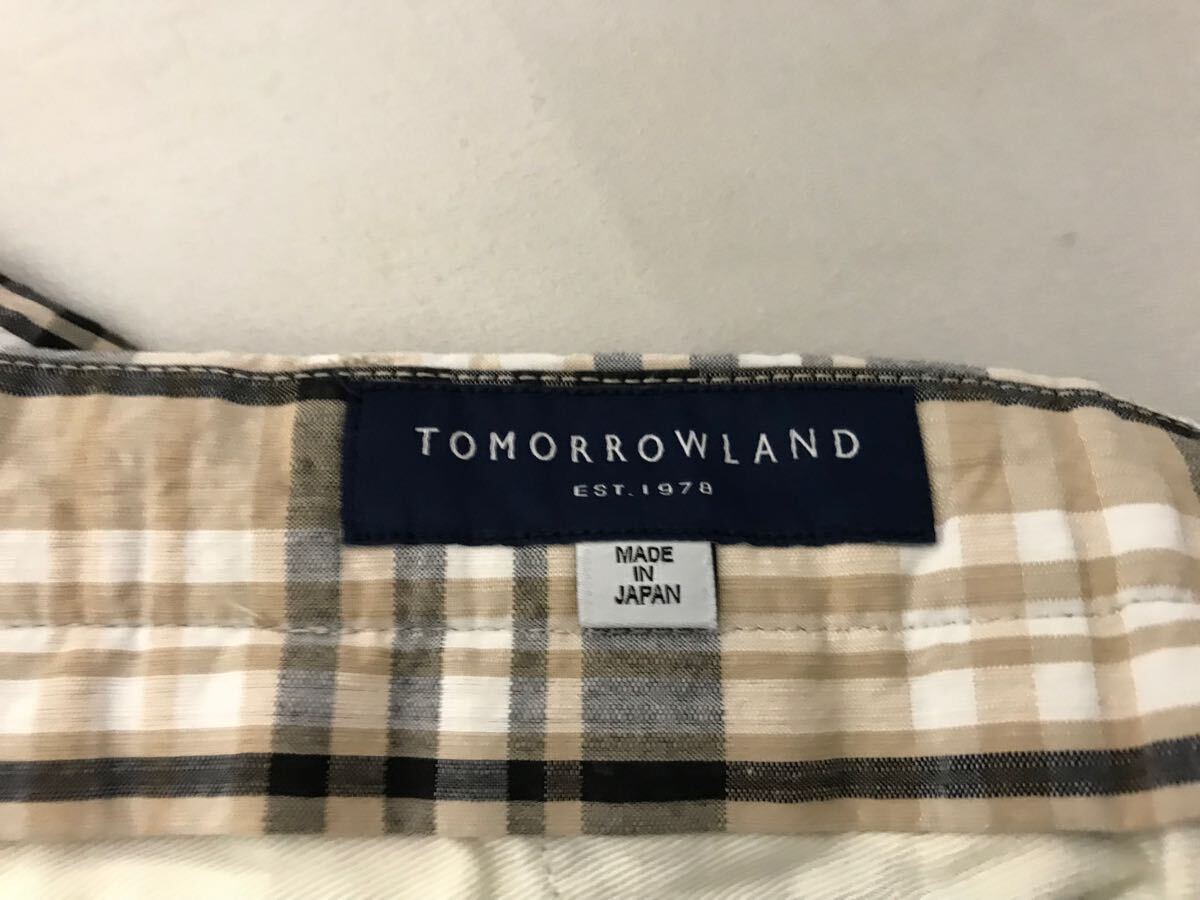 TOMORROWLAND
EST. 1978
MADE
IN
JAPAN